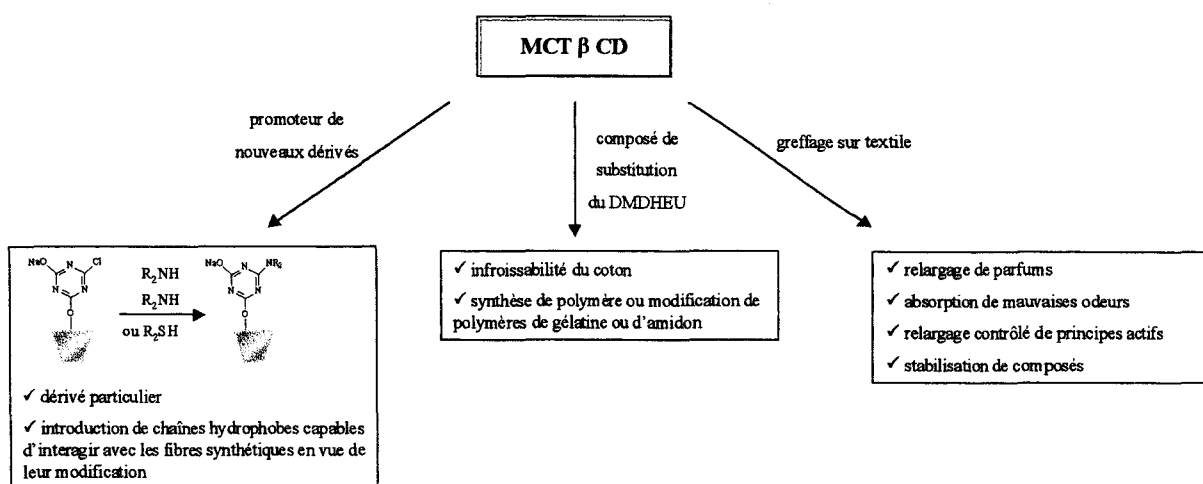 MCT β CD
promoteur de
nouveaux dérivés
composé de
substitution
du DMDHEU
greffage sur textile
NaO
Cl
N
N
N
O
R₂NH
R₂NH
ou R₂SH
NaO
NR₂
N
N
N
O
✓ dérivé particulier
✓ introduction de chaînes hydrophobes capables
d'interagir avec les fibres synthétiques en vue de
leur modification
✓ infroissabilité du coton
✓ synthèse de polymère ou modification de
polymères de gélatine ou d'amidon
✓ relargage de parfums
✓ absorption de mauvaises odeurs
✓ relargage contrôlé de principes actifs
✓ stabilisation de composés